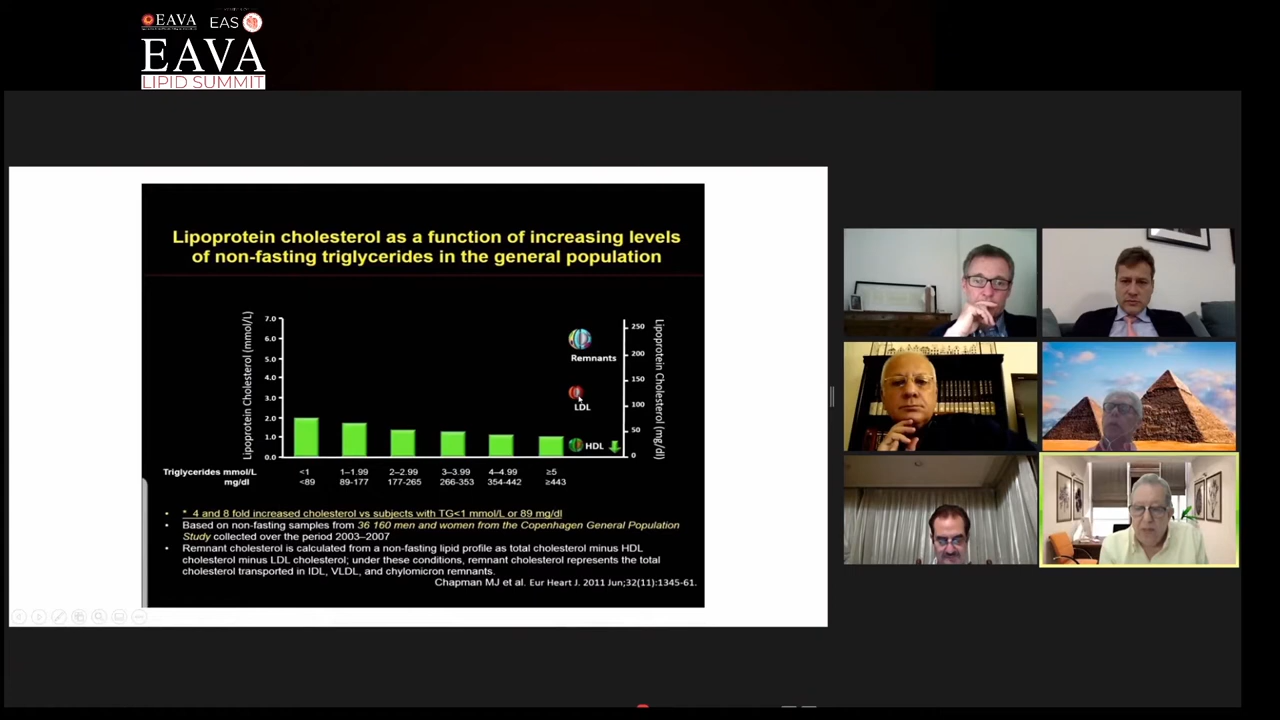 EAVA EAS
EAVA
LIPID SUMMIT
Lipoprotein cholesterol as a function of increasing levels
of non-fasting triglycerides in the general population
Lipoprotein Cholesterol (mmol/L)
7.0
6.0
5.0
4.0
3.0
2.0
1.0
0.0
Remnants
LDL
HDL
250
200
150
100
50
0
Lipoprotein Cholesterol (mg/dl)
Triglycerides mmol/L <1 1–1.99 2–2.99 3–3.99 4–4.99 ≥5
mg/dl <89 89-177 177-265 266-353 354-442 ≥443
• * 4 and 8 fold increased cholesterol vs subjects with TG<1 mmol/L or 89 mg/dl
• Based on non-fasting samples from 36 160 men and women from the Copenhagen General Population
Study collected over the period 2003–2007
• Remnant cholesterol is calculated from a non-fasting lipid profile as total cholesterol minus HDL
cholesterol minus LDL cholesterol; under these conditions, remnant cholesterol represents the total
cholesterol transported in IDL, VLDL, and chylomicron remnants.
Chapman MJ et al. Eur Heart J. 2011 Jun;32(11):1345-61.